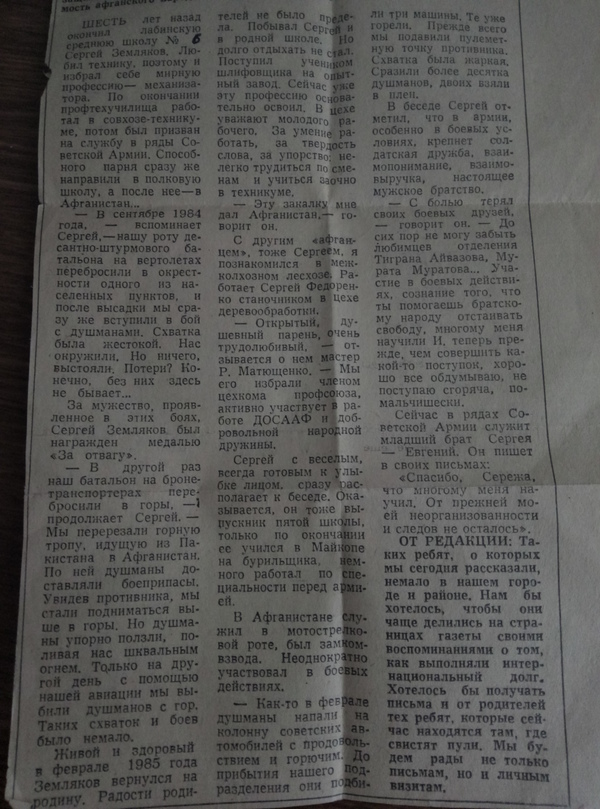 мость афганского
ШЕСТЬ лет назад
окончил лабинскую
среднюю школу № 6
Сергей Земляков. Лю-
бил технику, поэтому и
избрал себе мирную
профессию — механиза-
тора. По окончании
профтехучилища рабо-
тал в совхозе-технику-
ме, потом был призван
на службу в ряды Со-
ветской Армии. Способ-
ного парня сразу же
направили в полковую
школу, а после нее — в
Афганистан...
— В сентябре 1984
года, — вспоминает
Сергей, — нашу роту де-
сантно-штурмового ба-
тальона на вертолётах
перебросили в окрест-
ности одного из на-
селенных пунктов, и
после высадки мы сра-
зу же вступили в бой
с душманами. Схватка
была жестокой. Нас
окружили. Но ничего,
выстояли. Потери? Ко-
нечно, без них здесь
не бывает...
За мужество, прояв-
ленное в этих боях,
Сергей Земляков был
награжден медалью
«За отвагу».
— В другой раз
наш батальон на броне-
транспортерах пере-
бросили в горы, —
продолжает Сергей. —
Мы перерезали горную
тропу, идущую из Па-
кистана в Афганистан.
По ней душманы до-
ставляли боеприпасы.
Увидев противника, мы
стали подниматься вы-
ше в горы. Но душма-
ны упорно ползли, по-
ливая нас шквальным
огнем. Только на дру-
гой день с помощью
нашей авиации мы вы-
били душманов с гор.
Таких схваток и боев
было немало.
Живой и здоровый
в феврале 1985 года
Земляков вернулся на
родину. Радости роди-
телей не было преде-
ла. Побывал Сергей и
в родной школе. Но
долго отдыхать не стал.
Поступил учеником
шлифовщина на опыт-
ный завод. Сейчас уже
эту профессию основа-
тельно освоил. В цехе
уважают молодого ра-
бочего. За умение ра-
ботать, за твердость
слова, за упорство: не-
легко трудиться по сме-
нам и учиться заочно
в техникуме.
— Эту закалку мне
дал Афганистан, — го-
ворит он.
С другим «афган-
цем», тоже Сергеем, я
познакомился в меж-
колхозном лесхозе. Ра-
ботает Сергей Федорен-
ко станочником в цехе
деревообработки.
— Открытый, ду-
шевный парень, очень
трудолюбивый, — от-
зывается о нем мастер
Р. Матющенко. — Мы
его избрали членом
цехкома профсоюза,
активно участвует в ра-
боте ДОСААФ и доб-
ровольной народной
дружины.
Сергей с веселым,
всегда готовым к улы-
бке лицом, сразу рас-
полагает к беседе. Ока-
зывается, он тоже вы-
пускник пятой школы,
только по окончании
ее учился в Майкопе
на бурильщика, нем-
ного работал по спе-
циальности перед арми-
ей.
В Афганистане слу-
жил в мотострелко-
вой роте, был замком-
взвода. Неоднократно
участвовал в боевых
действиях.
— Как-то в феврале
душманы напали на
колонну советских ав-
томобилей с продоволь-
ствием и горючим. До
прибытия нашего под-
разделения они подби-
ли три машины. Те уже
горели. Прежде всего
мы подавили пулемет-
ную точку противника.
Схватка была жаркая.
Сразили более десятка
душманов, двоих взяли
в плен.
В беседе Сергей от-
метил, что в армии,
особенно в боевых ус-
ловиях, крепнет сол-
датская дружба, взаи-
мопонимание, взаимо-
выручка, настоящее
мужское братство.
— С болью терял
своих боевых друзей,
— говорит он. — До
сих пор не могу забыть
любимцев отделения
Тиграна Айвазова, Му-
рата Муратова... Уча-
стие в боевых действи-
ях, сознание того, что
ты помогаешь братско-
му народу отстаивать
свободу, многому меня
научили И, теперь преж-
де, чем совершить ка-
кой-то поступок, хоро-
шо все обдумываю, не
поступаю сгоряча, по-
мальчишески.
Сейчас в рядах Со-
ветской Армии служит
младший брат Сергея
— Евгений. Он пишет
в своих письмах:
«Спасибо, Сережа,
что многому меня на-
учил. От прежней мо-
ей неорганизованности
и следов не осталось».
ОТ РЕДАКЦИИ: Та-
ких ребят, о которых
мы сегодня рассказали,
немало в нашем горо-
де и районе. Нам бы
хотелось, чтобы они
чаще делились на стра-
ницах газеты своими
воспоминаниями о том,
как выполняли интер-
национальный долг.
Хотелось бы получать
письма и от родителей
тех ребят, которые сей-
час находятся там, где
свистят пули. Мы бу-
дем рады не только
письмам, но и личным
визитам.